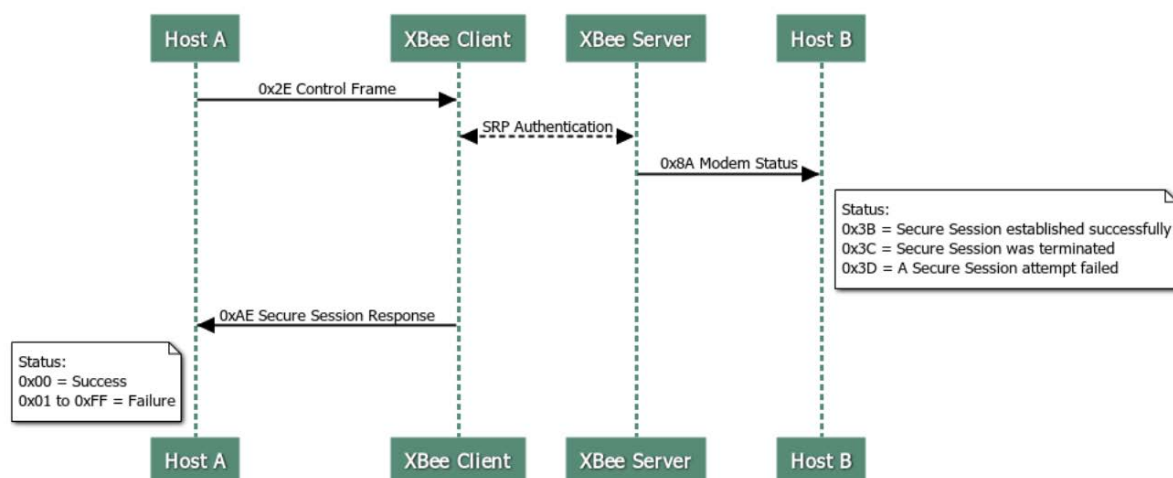 Host A
XBee Client
XBee Server
Host B
0x2E Control Frame
SRP Authentication
0x8A Modem Status
Status:
0x3B = Secure Session established successfully
0x3C = Secure Session was terminated
0x3D = A Secure Session attempt failed
0xAE Secure Session Response
Status:
0x00 = Success
0x01 to 0xFF = Failure
Host A
XBee Client
XBee Server
Host B